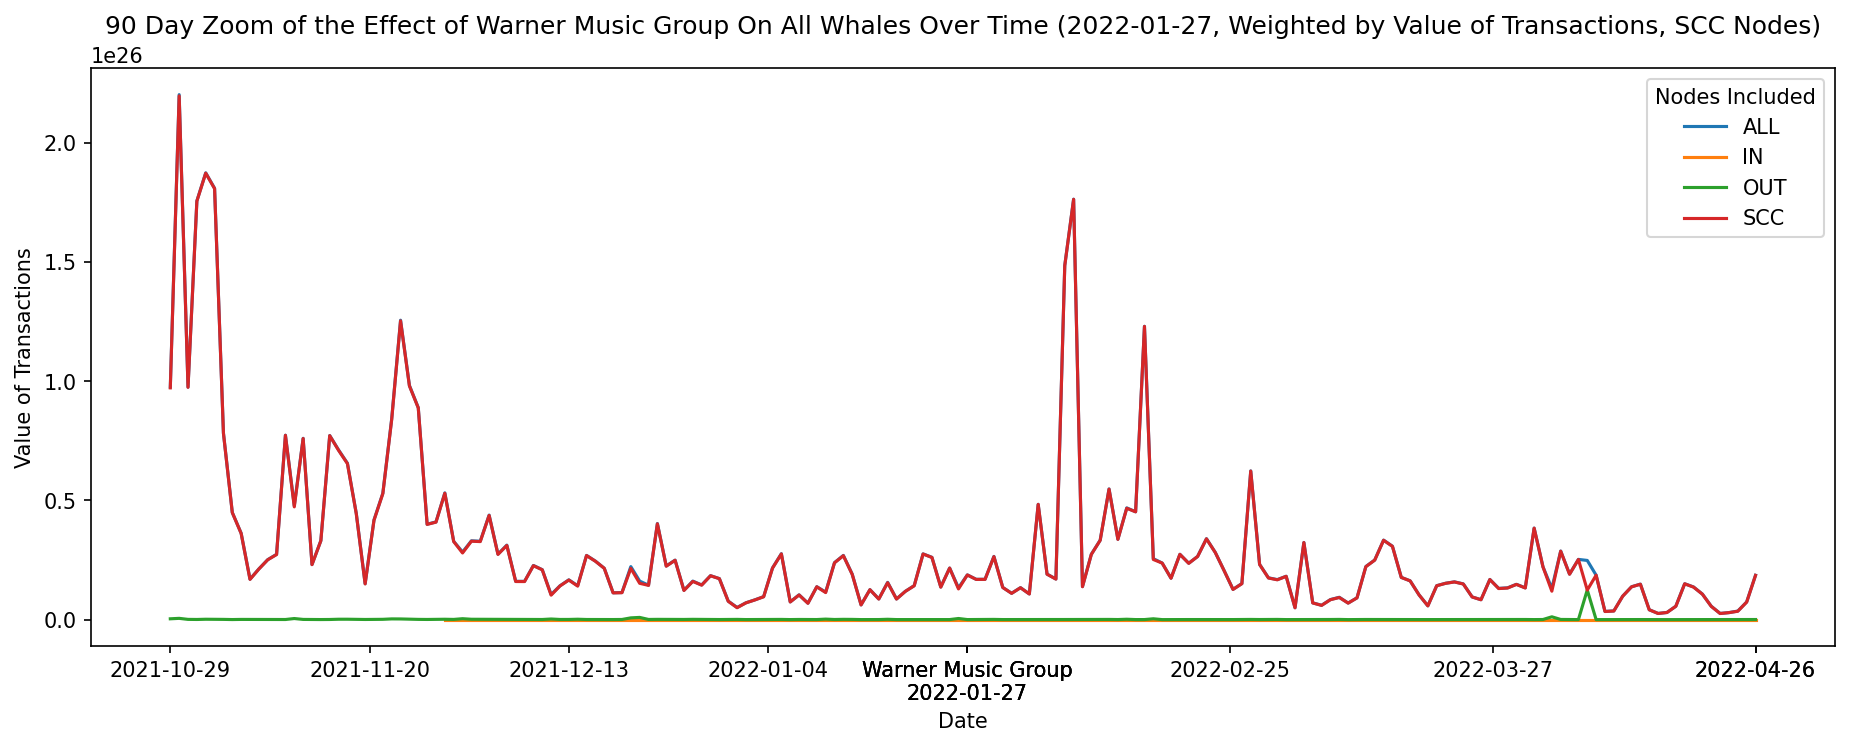 90 Day Zoom of the Effect of Warner Music Group On All Whales Over Time (2022-01-27, Weighted by Value of Transactions, SCC Nodes)
1e26
Nodes Included
ALL
IN
OUT
SCC
Value of Transactions
2.0
1.5
1.0
0.5
0.0
2021-10-29
2021-11-20
2021-12-13
2022-01-04
Warner Music Group
2022-01-27
2022-02-25
2022-03-27
2022-04-26
Date